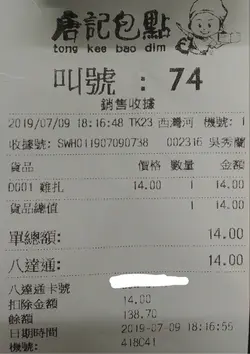 唐記包點
tong kee bao dim
叫號 : 74
銷售收據
2019/07/09 18:16:48 TK23 西灣河 機號: 1
收據號: SWH011907090738 002316 吳秀蘭
貨品 價格 數量 金額
D001 雞扎 14.00 1 14.00
貨品總值 1 14.00
單總額: 14.00
八達通: 14.00
八達通卡號
扣除金額 14.00
餘額 138.70
日期時間 2019-07-09 18:16:56
機號: 418C41